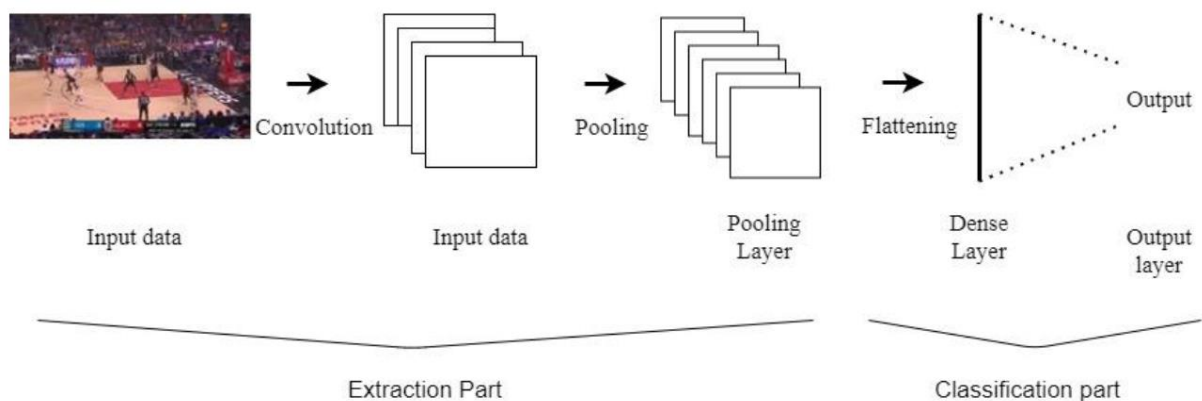 Convolution
Pooling
Flattening
Output
Input data
Input data
Pooling
Layer
Dense
Layer
Output
layer
Extraction Part
Classification part